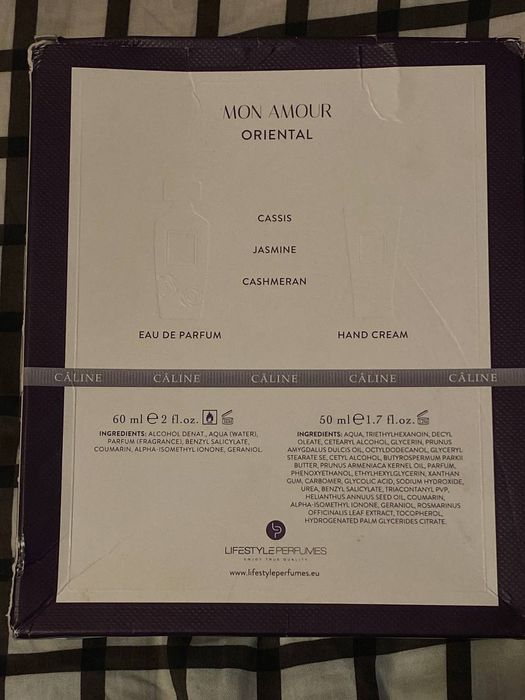 MON AMOUR
ORIENTAL
CASSIS
JASMINE
CASHMERAN
EAU DE PARFUM
HAND CREAM
CÂLINE CÂLINE CÂLINE CÂLINE CÂLINE
60 ml e 2 fl.oz.
INGREDIENTS: ALCOHOL DENAT., AQUA (WATER),
PARFUM (FRAGRANCE), BENZYL SALICYLATE,
COUMARIN, ALPHA-ISOMETHYL IONONE, GERANIOL.
50 ml e 1.7 fl.oz.
INGREDIENTS: AQUA, TRIETHYLHEXANOIN, DECYL
OLEATE, CETEARYL ALCOHOL, GLYCERIN, PRUNUS
AMYGDALUS DULCIS OIL, OCTYLDODECANOL, GLYCERYL
STEARATE SE, CETYL ALCOHOL, BUTYROSPERMUM PARKII
BUTTER, PRUNUS ARMENIACA KERNEL OIL, PARFUM,
PHENOXYETHANOL, ETHYLHEXYLGLYCERIN, XANTHAN
GUM, CARBOMER, GLYCOLIC ACID, SODIUM HYDROXIDE,
UREA, BENZYL SALICYLATE, TRIACONTANYL PVP,
HELIANTHUS ANNUUS SEED OIL, COUMARIN,
ALPHA-ISOMETHYL IONONE, GERANIOL, ROSMARINUS
OFFICINALIS LEAF EXTRACT, TOCOPHEROL,
HYDROGENATED PALM GLYCERIDES CITRATE.
LIFESTYLEPERFUMES
ENJOY TRUE QUALITY
www.lifestyleperfumes.eu